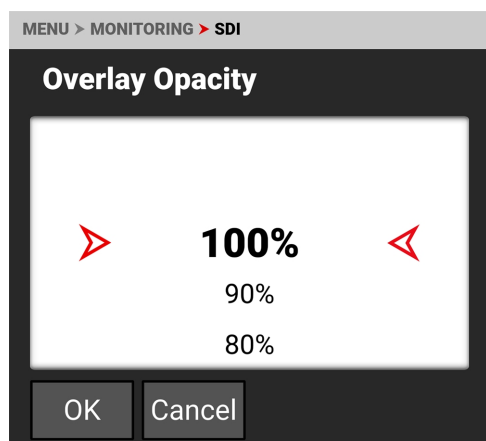 MENU > MONITORING > SDI
Overlay Opacity
100%
90%
80%
OK Cancel